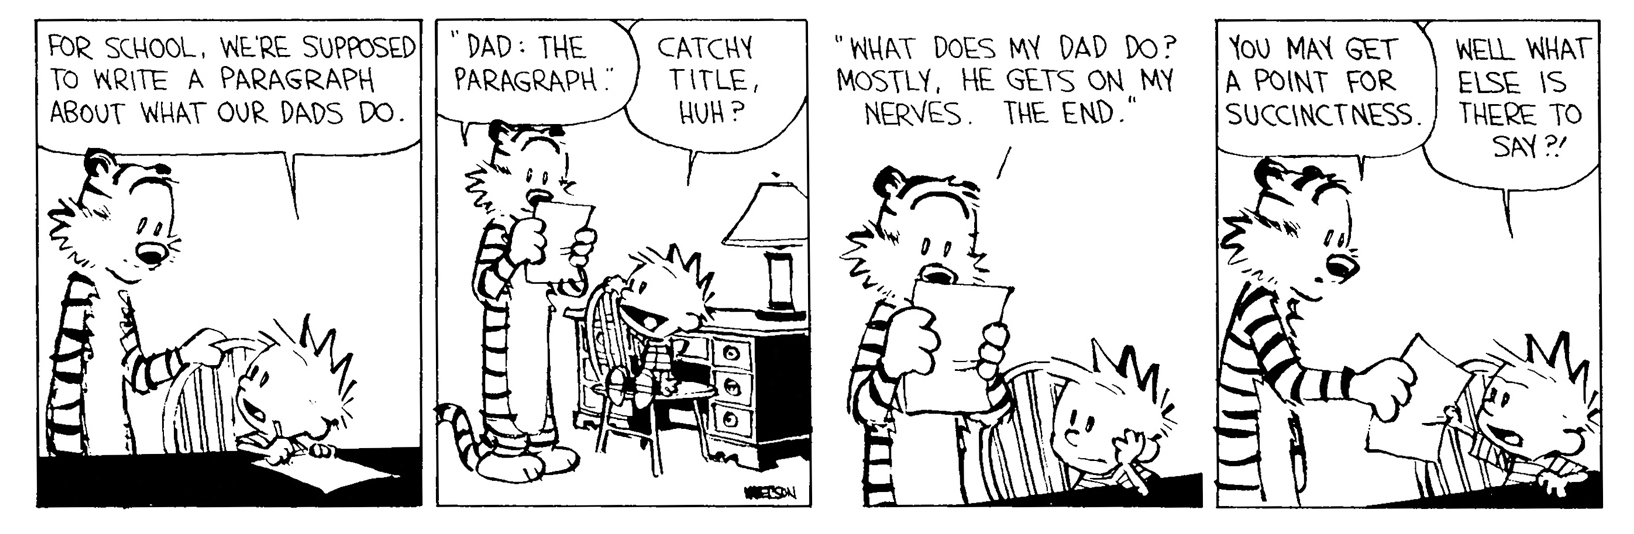 FOR SCHOOL, WE'RE SUPPOSED
TO WRITE A PARAGRAPH
ABOUT WHAT OUR DADS DO.
"DAD: THE
PARAGRAPH."
CATCHY
TITLE,
HUH?
WATTERSON
"WHAT DOES MY DAD DO?
MOSTLY, HE GETS ON MY
NERVES. THE END."
YOU MAY GET
A POINT FOR
SUCCINCTNESS.
WELL WHAT
ELSE IS
THERE TO
SAY?!